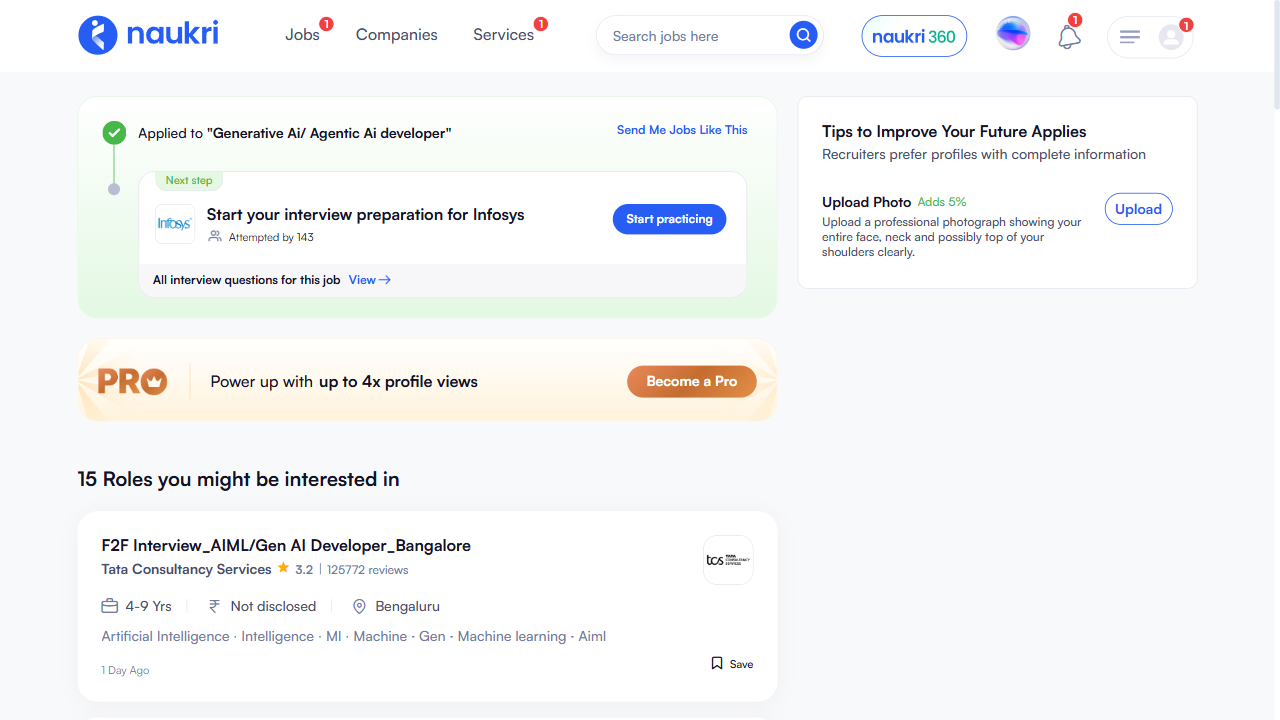 naukri
Jobs 1
Companies
Services 1
Search jobs here
naukri 360
1
1
Applied to "Generative Ai/ Agentic Ai developer"
Send Me Jobs Like This
Next step
Infosys
Start your interview preparation for Infosys
Attempted by 143
Start practicing
All interview questions for this job View
Tips to Improve Your Future Applies
Recruiters prefer profiles with complete information
Upload Photo Adds 5%
Upload a professional photograph showing your
entire face, neck and possibly top of your
shoulders clearly.
Upload
PRO
Power up with up to 4x profile views
Become a Pro
15 Roles you might be interested in
F2F Interview_AIML/Gen AI Developer_Bangalore
Tata Consultancy Services 3.2 | 125772 reviews
tcs TATA CONSULTANCY SERVICES
4-9 Yrs
₹ Not disclosed
Bengaluru
Artificial Intelligence · Intelligence · Ml · Machine · Gen · Machine learning · Aiml
1 Day Ago
Save